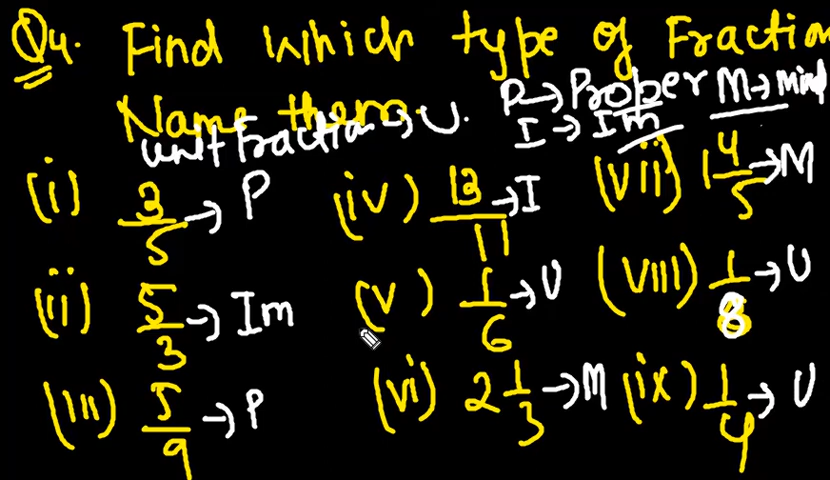 Q4. Find which type of Fraction
Name them.
P → Proper M → Mixd
unit Fraction → U. I → Im
(i) 3/5 → P (iv) 13/11 → I (vii) 1 4/5 → M
(ii) 5/3 → Im (v) 1/6 → U (viii) 1/8 → U
(iii) 5/9 → P (vi) 2 1/3 → M (ix) 1/4 → U